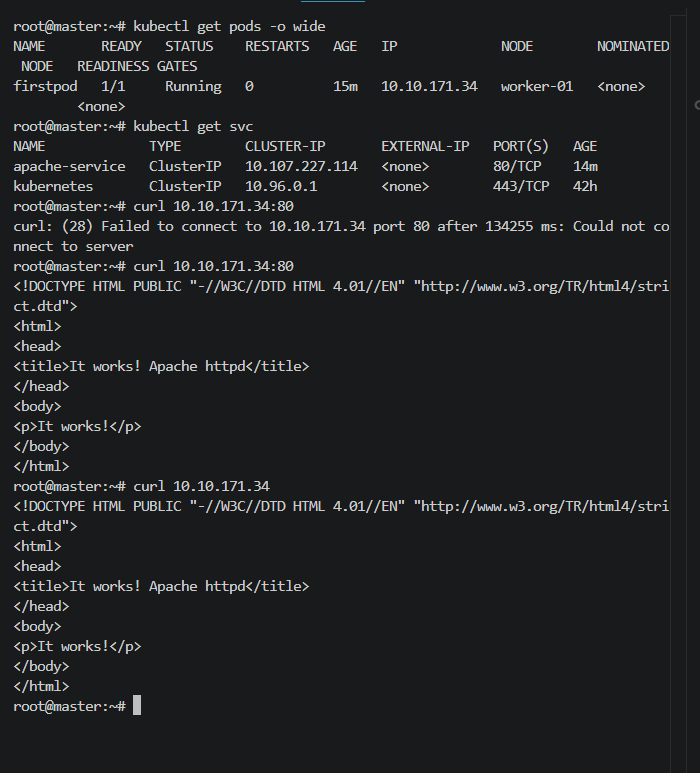 root@master:~# kubectl get pods -o wide
NAME       READY   STATUS    RESTARTS   AGE   IP             NODE        NOMINATED
 NODE   READINESS GATES
firstpod   1/1     Running   0          15m   10.10.171.34   worker-01   <none>
        <none>
root@master:~# kubectl get svc
NAME             TYPE        CLUSTER-IP       EXTERNAL-IP   PORT(S)   AGE
apache-service   ClusterIP   10.107.227.114   <none>        80/TCP    14m
kubernetes       ClusterIP   10.96.0.1        <none>        443/TCP   42h
root@master:~# curl 10.10.171.34:80
curl: (28) Failed to connect to 10.10.171.34 port 80 after 134255 ms: Could not co
nnect to server
root@master:~# curl 10.10.171.34:80
<!DOCTYPE HTML PUBLIC "-//W3C//DTD HTML 4.01//EN" "http://www.w3.org/TR/html4/stri
ct.dtd">
<html>
<head>
<title>It works! Apache httpd</title>
</head>
<body>
<p>It works!</p>
</body>
</html>
root@master:~# curl 10.10.171.34
<!DOCTYPE HTML PUBLIC "-//W3C//DTD HTML 4.01//EN" "http://www.w3.org/TR/html4/stri
ct.dtd">
<html>
<head>
<title>It works! Apache httpd</title>
</head>
<body>
<p>It works!</p>
</body>
</html>
root@master:~#